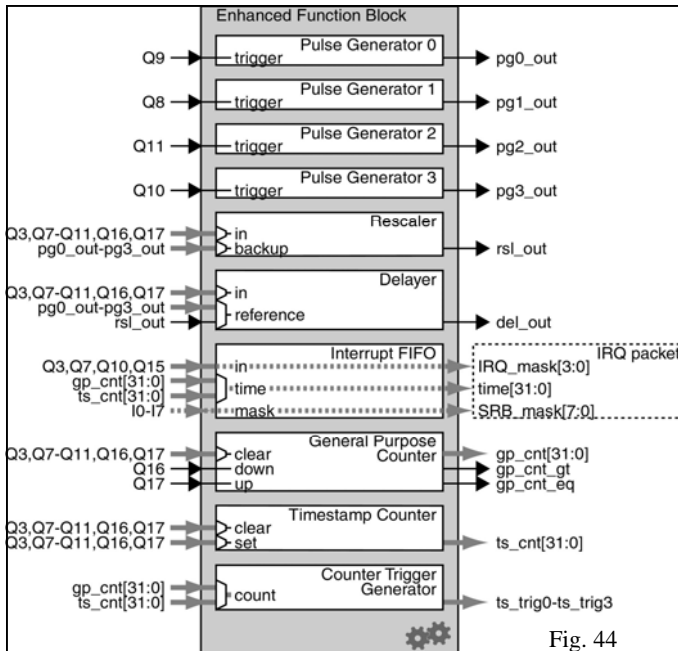 Enhanced Function Block
Pulse Generator 0
Q9
trigger
pg0_out
Pulse Generator 1
Q8
trigger
pg1_out
Pulse Generator 2
Q11
trigger
pg2_out
Pulse Generator 3
Q10
trigger
pg3_out
Rescaler
Q3,Q7-Q11,Q16,Q17
in
pg0_out-pg3_out
backup
rsl_out
Delayer
Q3,Q7-Q11,Q16,Q17
in
pg0_out-pg3_out
reference
rsl_out
del_out
Interrupt FIFO
IRQ packet
Q3,Q7,Q10,Q15
in
IRQ_mask[3:0]
gp_cnt[31:0]
time
time[31:0]
ts_cnt[31:0]
I0-I7
mask
SRB_mask[7:0]
General Purpose
Counter
Q3,Q7-Q11,Q16,Q17
clear
gp_cnt[31:0]
Q16
down
gp_cnt_gt
Q17
up
gp_cnt_eq
Timestamp Counter
Q3,Q7-Q11,Q16,Q17
clear
Q3,Q7-Q11,Q16,Q17
set
ts_cnt[31:0]
Counter Trigger
Generator
gp_cnt[31:0]
count
ts_cnt[31:0]
ts_trig0-ts_trig3
Fig. 44